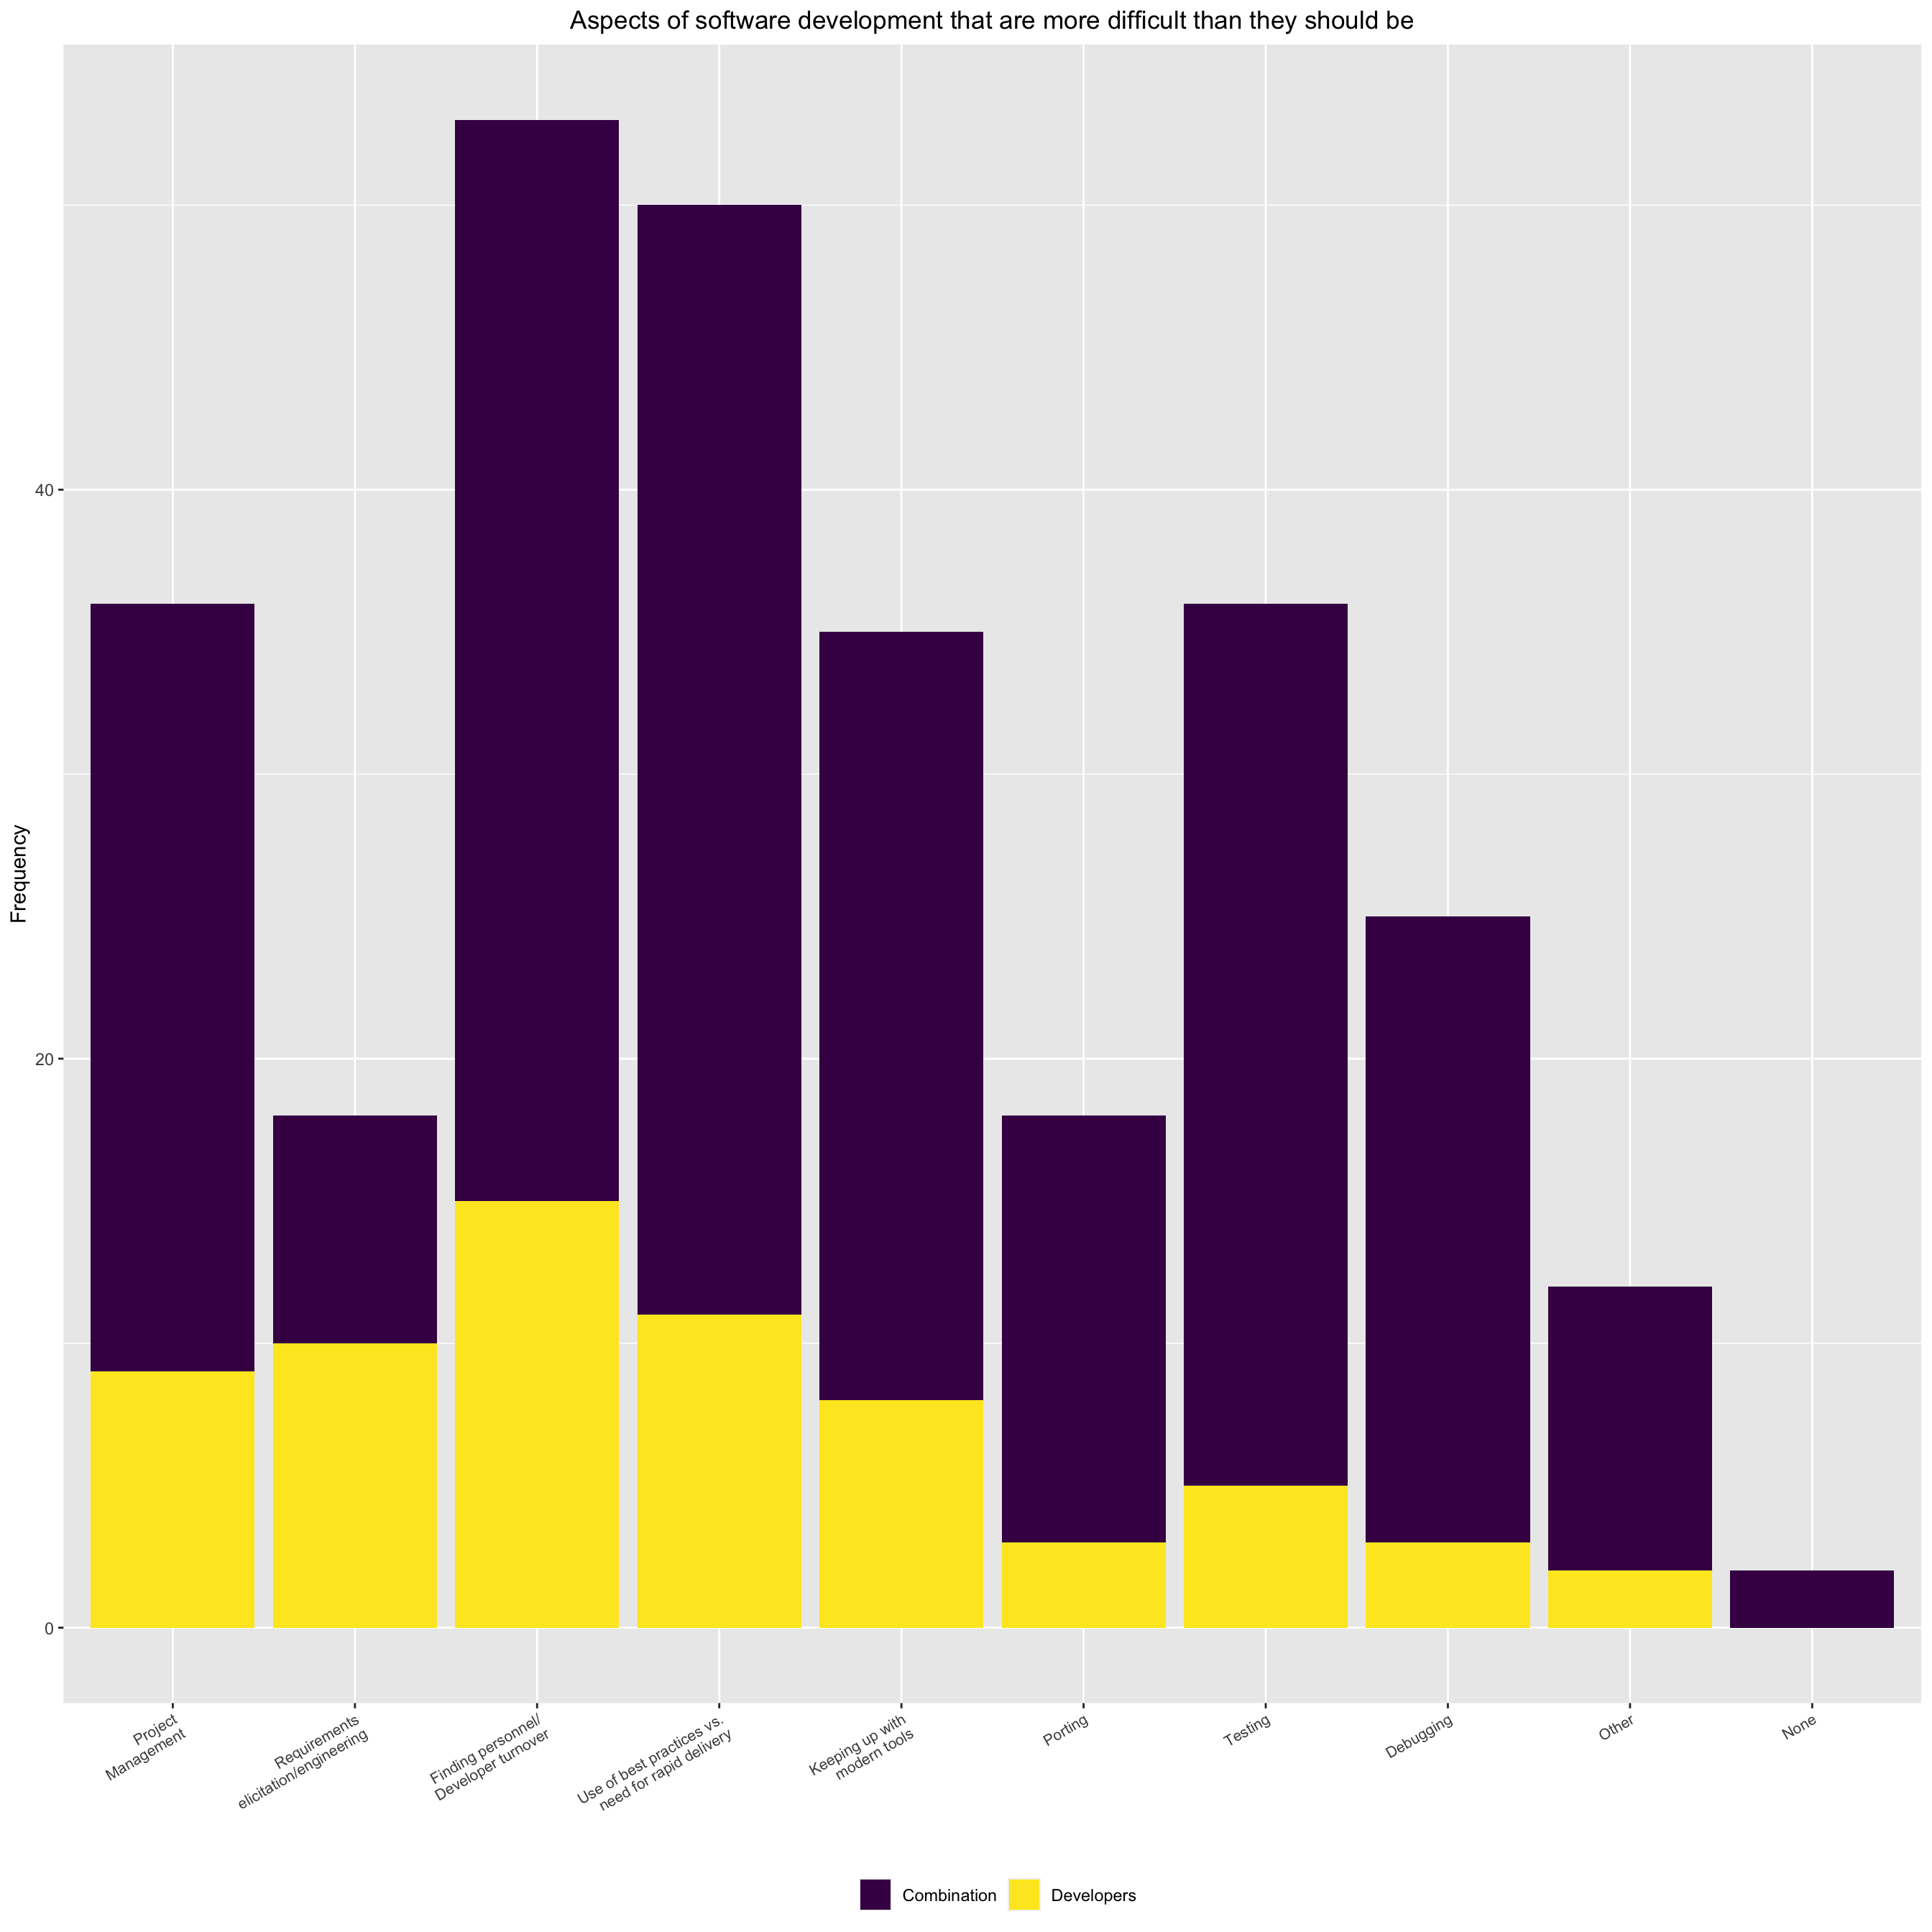 Aspects of software development that are more difficult than they should be
Frequency
40
20
0
Project
Management
Requirements
elicitation/engineering
Finding personnel/
Developer turnover
Use of best practices vs.
need for rapid delivery
Keeping up with
modern tools
Porting
Testing
Debugging
Other
None
Combination
Developers